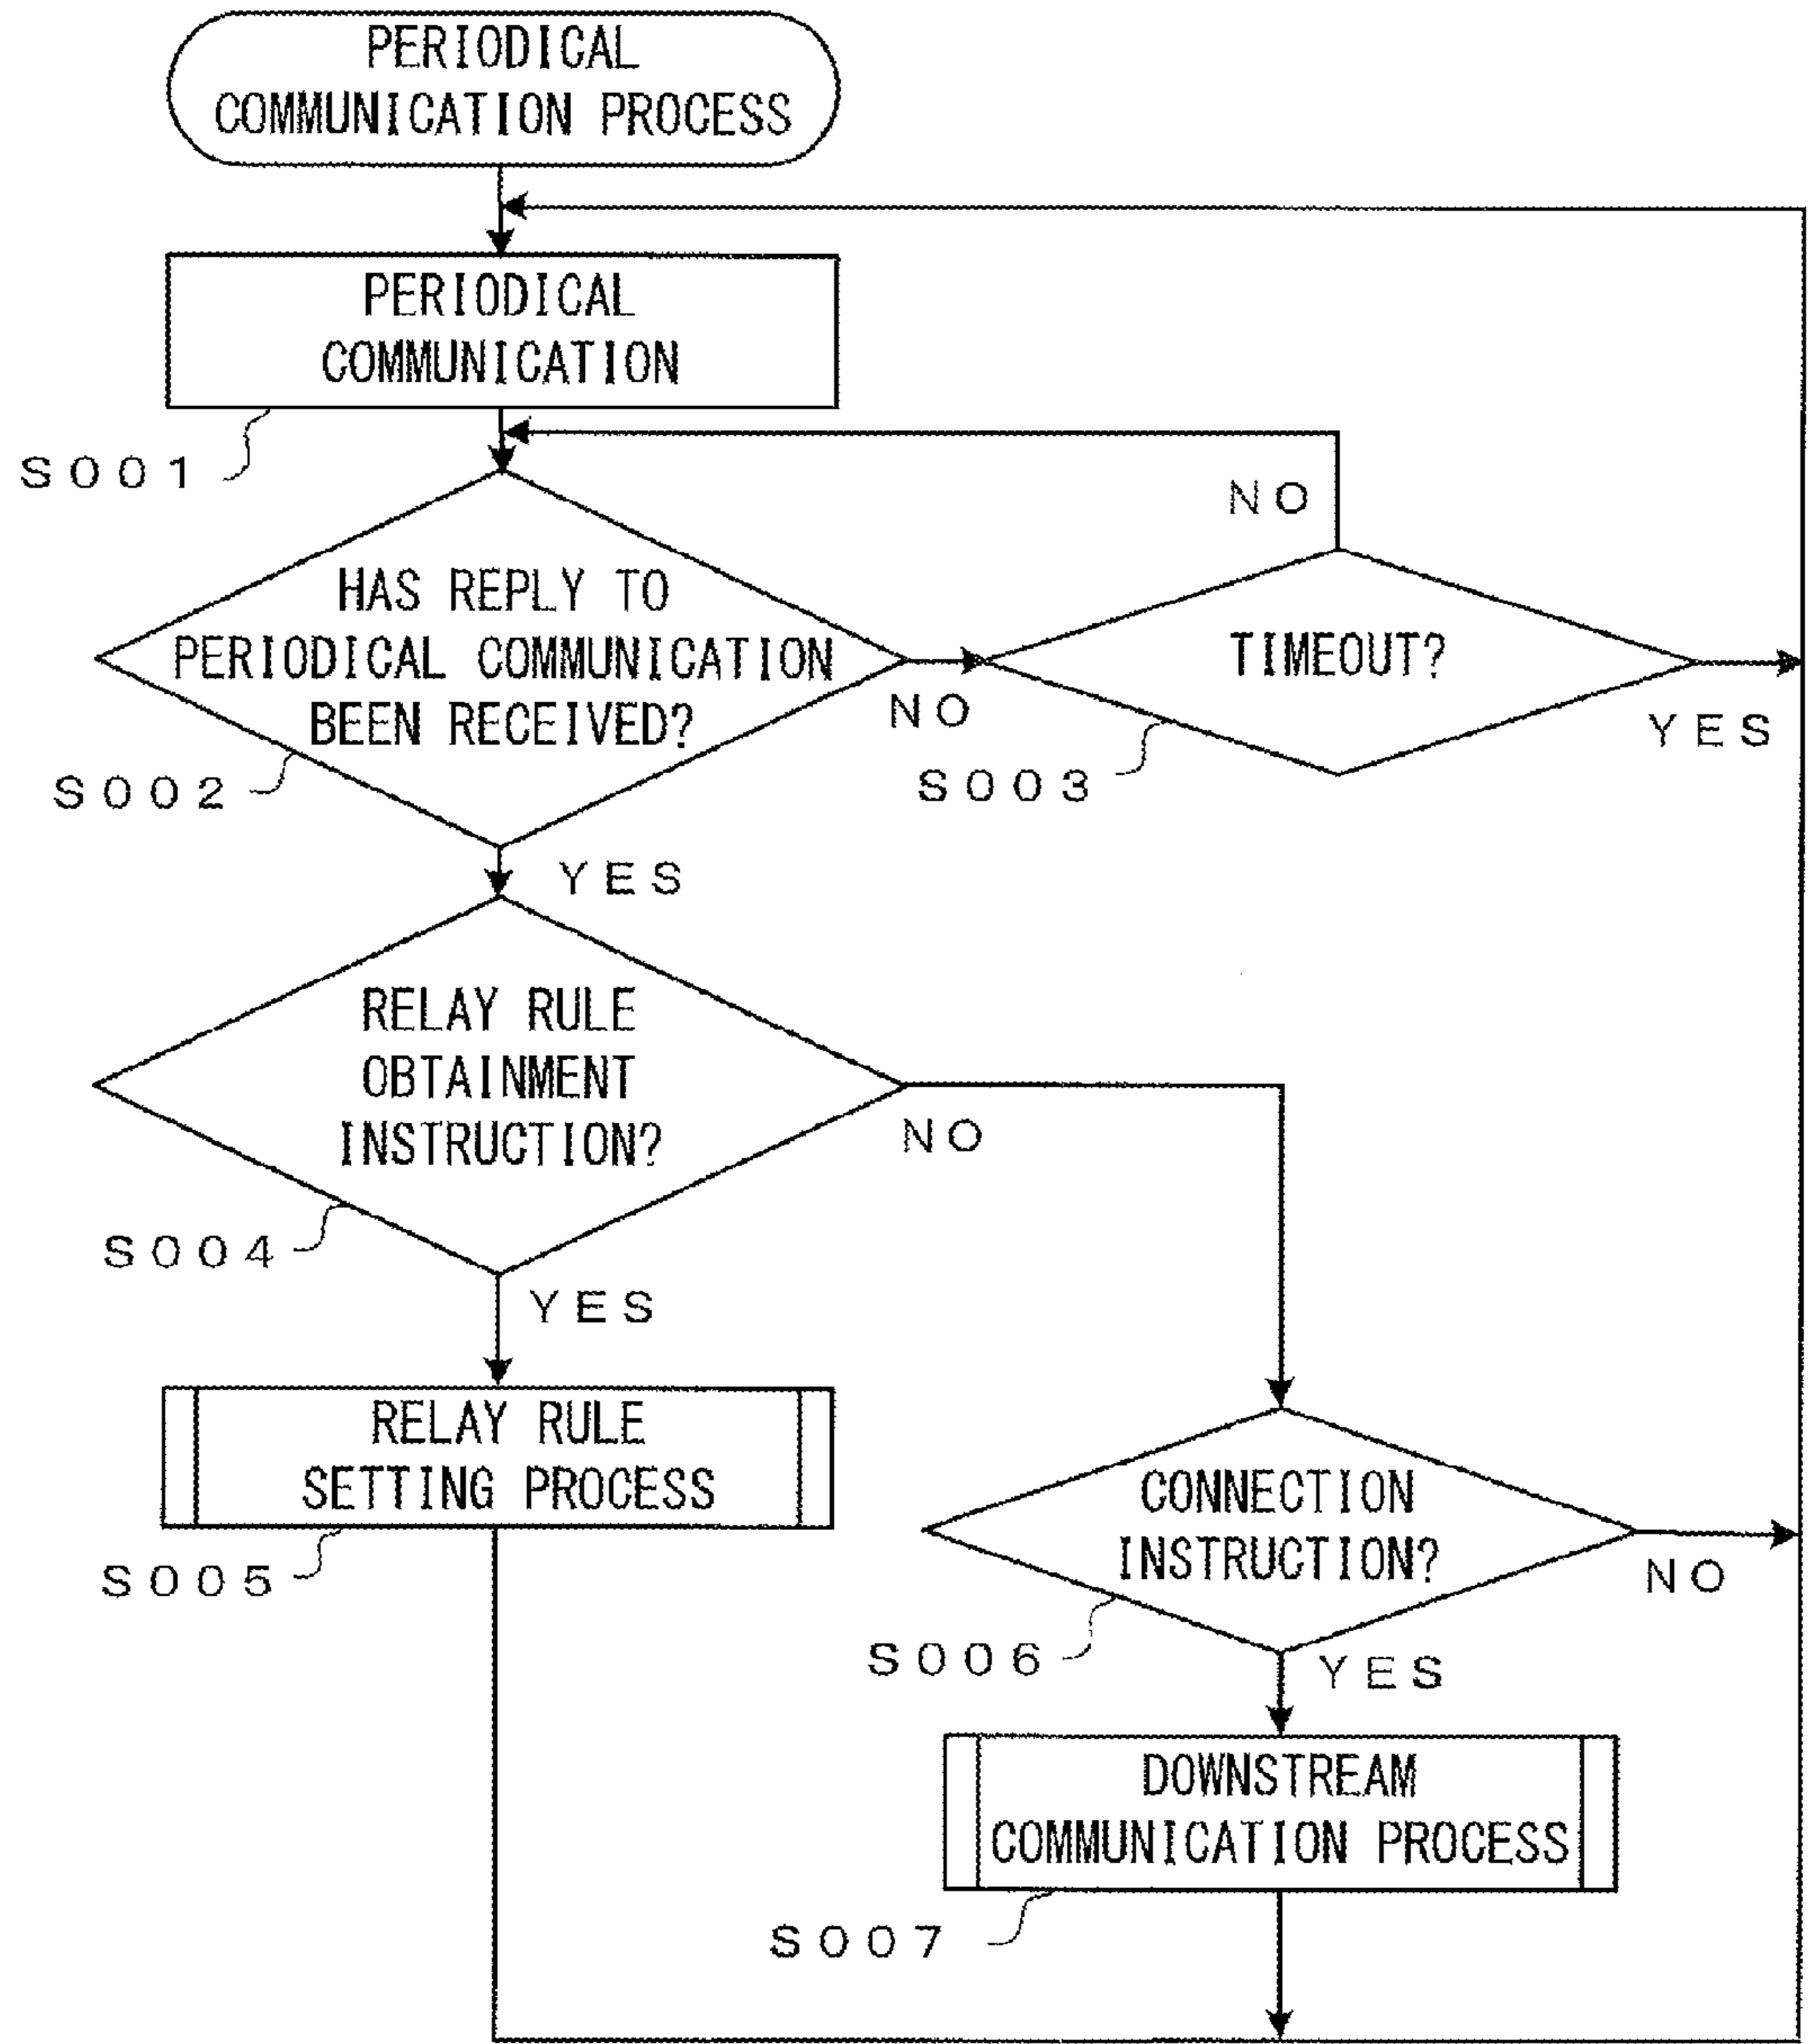 PERIODICAL
COMMUNICATION PROCESS
PERIODICAL
COMMUNICATION
S001
NO
HAS REPLY TO
PERIODICAL COMMUNICATION
BEEN RECEIVED?
NO
TIMEOUT?
YES
S002
S003
YES
RELAY RULE
OBTAINMENT
INSTRUCTION?
NO
S004
YES
RELAY RULE
SETTING PROCESS
S005
CONNECTION
INSTRUCTION?
NO
S006
YES
DOWNSTREAM
COMMUNICATION PROCESS
S007